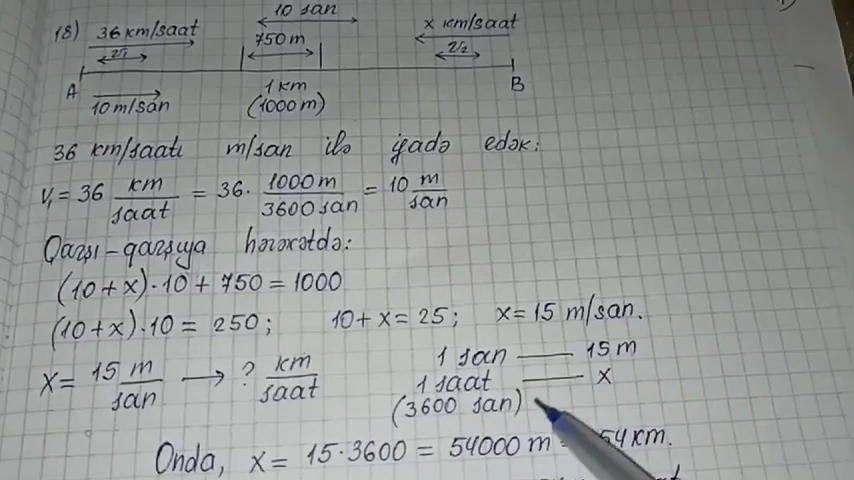 10 san
18) 36 km/saat x km/saat
750 m
A 1 km B
10 m/san (1000 m)
36 km/saatı m/san ilə ifadə edək:
V₁ = 36 km/saat = 36 · 1000 m/3600 san = 10 m/san
Qarşı-qarşıya hərəkətdə:
(10 + x) · 10 + 750 = 1000
(10 + x) · 10 = 250; 10 + x = 25; x = 15 m/san.
1 san —— 15 m
x = 15 m/san → ? km/saat 1 saat —— x
(3600 san)
Onda, x = 15 · 3600 = 54000 m = 54 km.